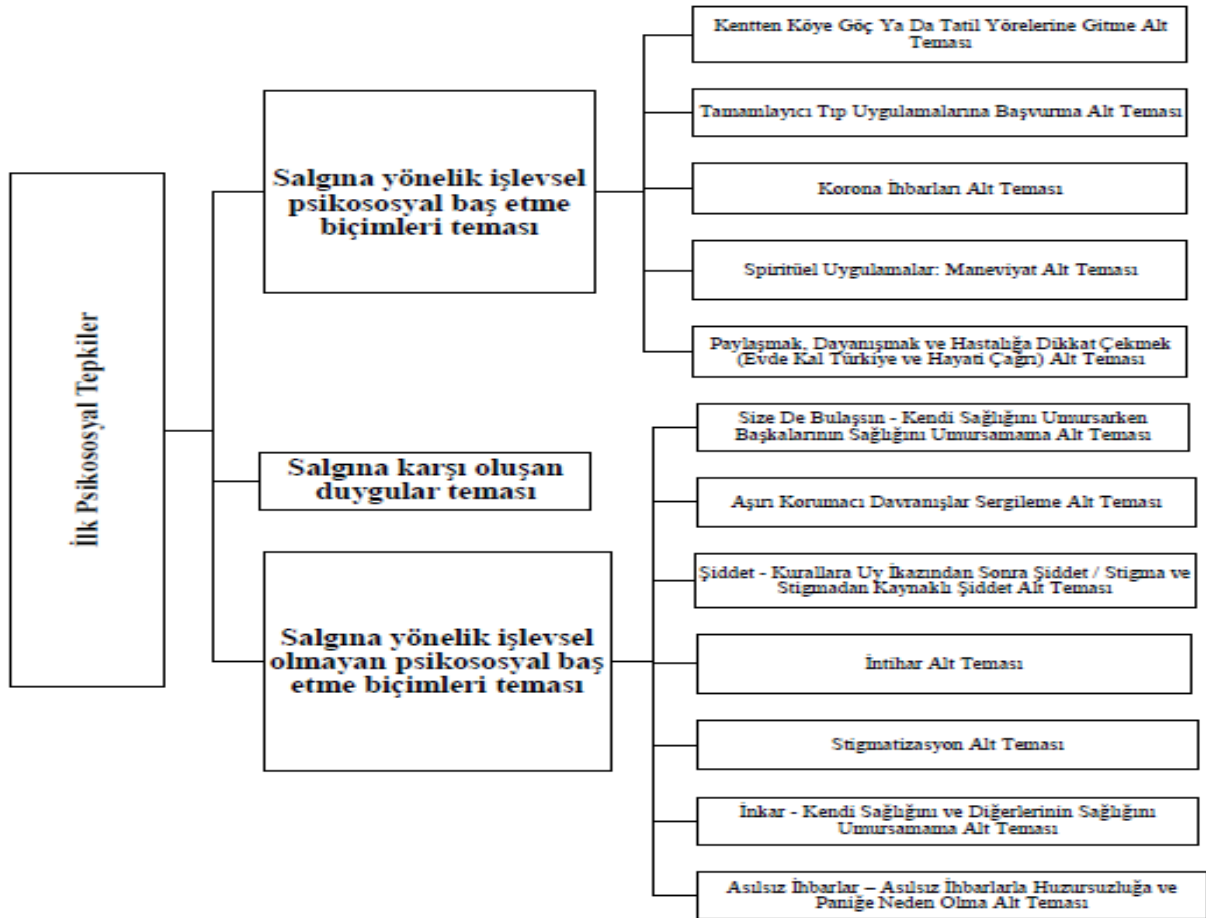 İlk Psikososyal Tepkiler
Salgına yönelik işlevsel
psikososyal baş etme
biçimleri teması
Kentten Köye Göç Ya Da Tatil Yörelerine Gitme Alt
Teması
Tamamlayıcı Tıp Uygulamalarına Başvurma Alt Teması
Korona İhbarları Alt Teması
Spiritüel Uygulamalar: Maneviyat Alt Teması
Paylaşmak, Dayanışmak ve Hastalığa Dikkat Çekmek
(Evde Kal Türkiye ve Hayati Çağrı) Alt Teması
Salgına karşı oluşan
duygular teması
Salgına yönelik işlevsel
olmayan psikososyal baş
etme biçimleri teması
Size De Bulaşsın - Kendi Sağlığını Umursarken
Başkalarının Sağlığını Umursamama Alt Teması
Aşırı Korumacı Davranışlar Sergileme Alt Teması
Şiddet - Kurallara Uy İkazından Sonra Şiddet / Stigma ve
Stigmadan Kaynaklı Şiddet Alt Teması
İntihar Alt Teması
Stigmatizasyon Alt Teması
İnkar - Kendi Sağlığını ve Diğerlerinin Sağlığını
Umursamama Alt Teması
Asılsız İhbarlar – Asılsız İhbarlarla Huzursuzluğa ve
Paniğe Neden Olma Alt Teması